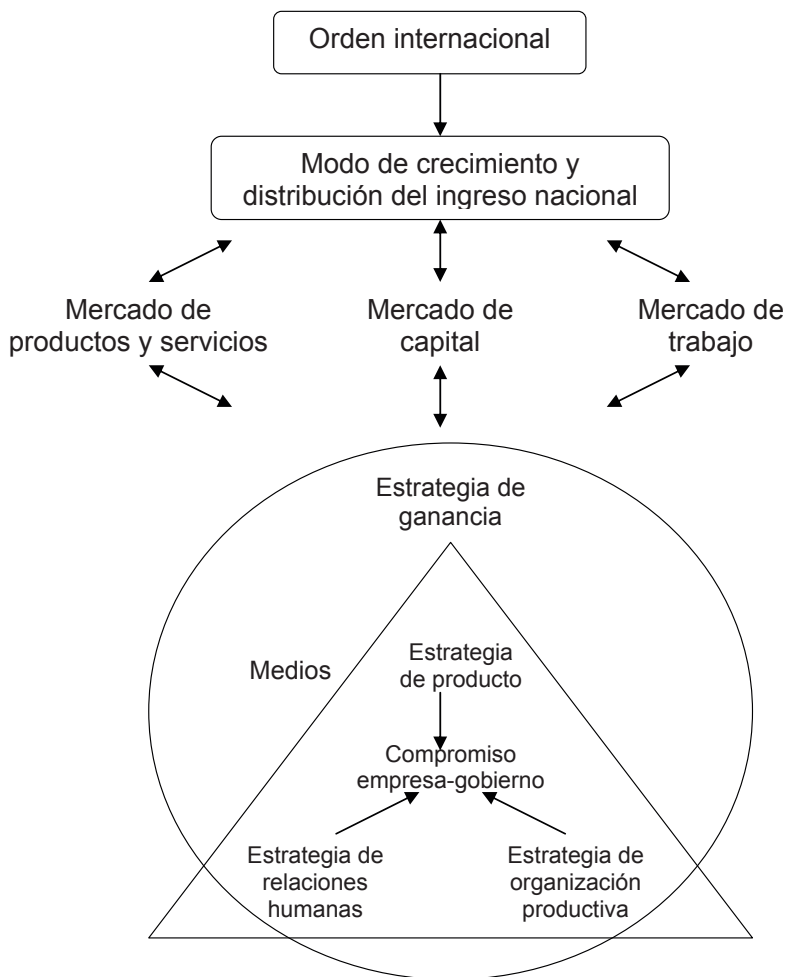 Orden internacional
Modo de crecimiento y
distribución del ingreso nacional
Mercado de
productos y servicios
Mercado de
capital
Mercado de
trabajo
Estrategia de
ganancia
Medios
Estrategia
de producto
Compromiso
empresa-gobierno
Estrategia de
relaciones
humanas
Estrategia de
organización
productiva